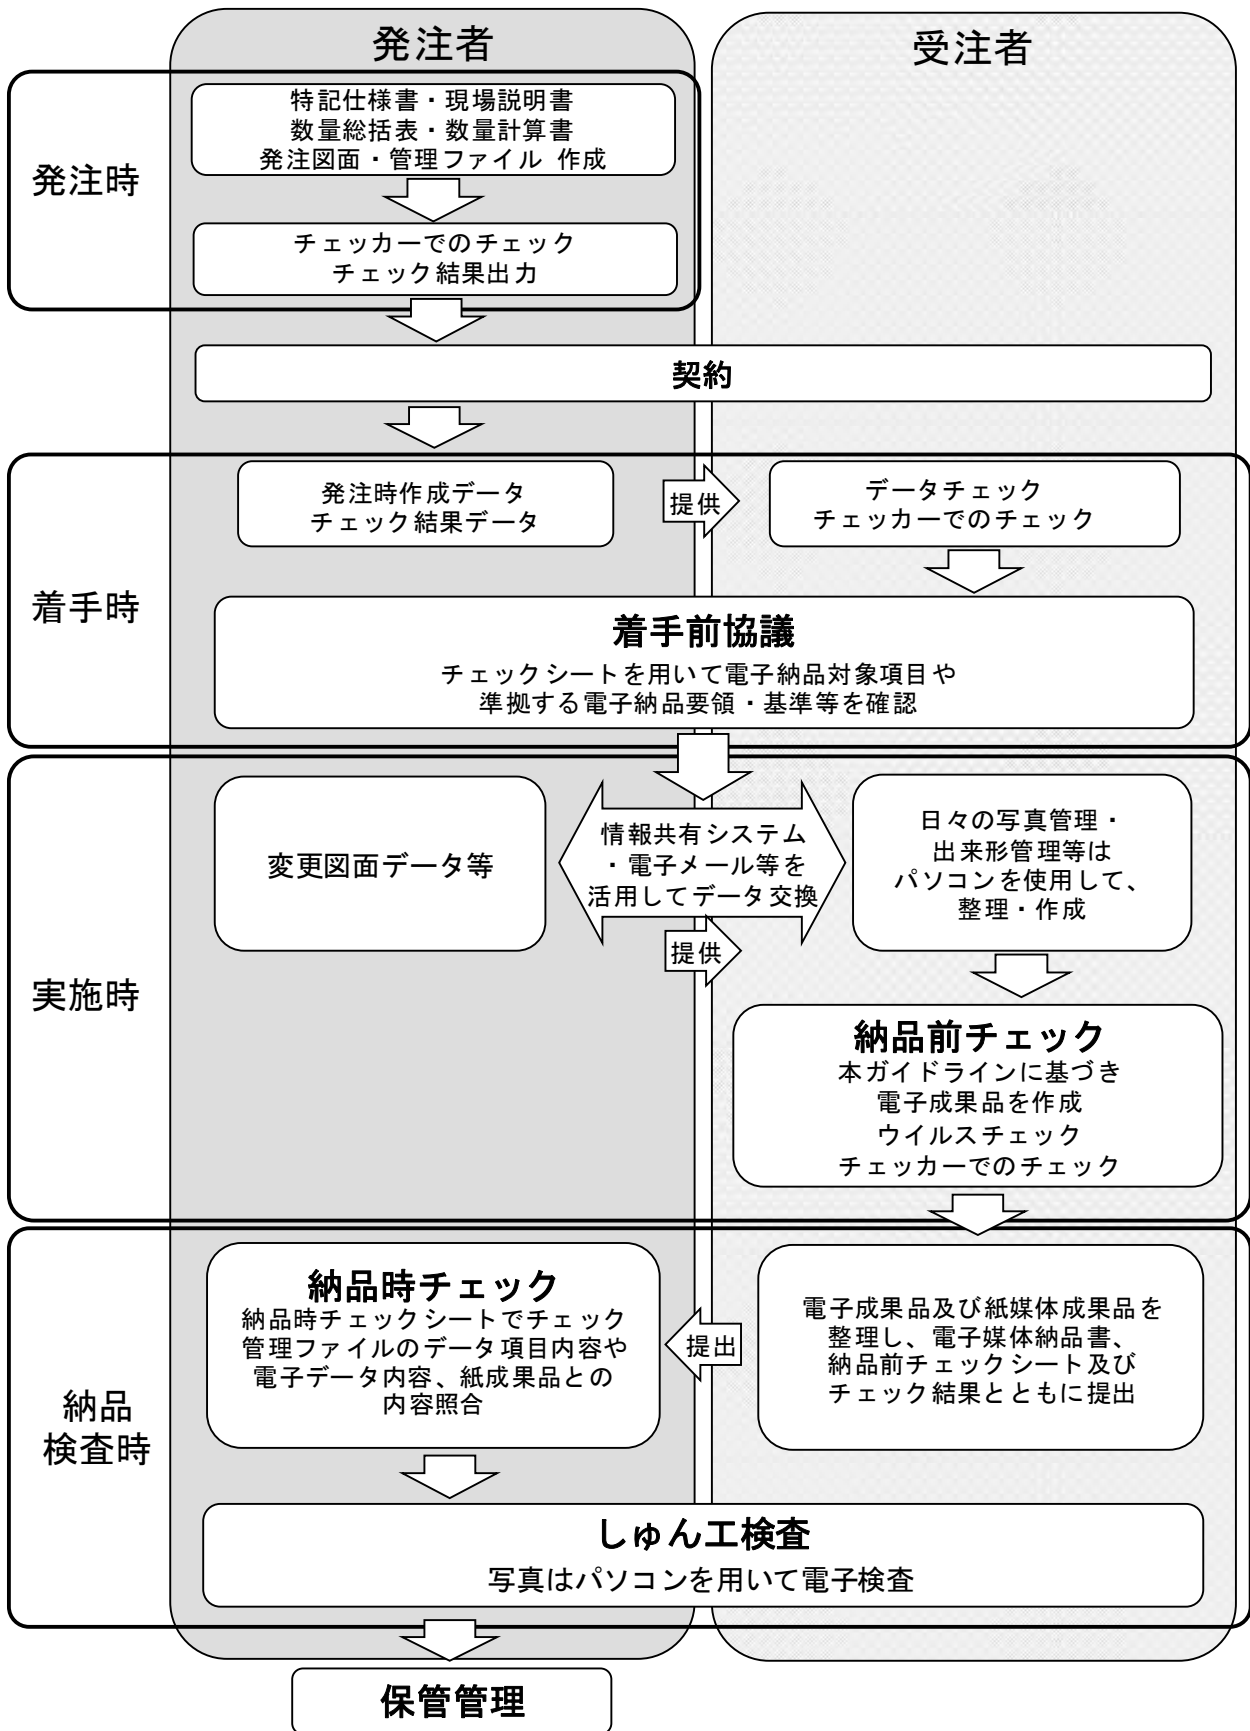 発注者
受注者
発注時
特記仕様書・現場説明書
数量総括表・数量計算書
発注図面・管理ファイル 作成
チェッカーでのチェック
チェック結果出力
契約
着手時
発注時作成データ
チェック結果データ
提供
データチェック
チェッカーでのチェック
着手前協議
チェックシートを用いて電子納品対象項目や
準拠する電子納品要領・基準等を確認
実施時
変更図面データ等
情報共有システム
・電子メール等を
活用してデータ交換
提供
日々の写真管理・
出来形管理等は
パソコンを使用して、
整理・作成
納品前チェック
本ガイドラインに基づき
電子成果品を作成
ウイルスチェック
チェッカーでのチェック
納品
検査時
納品時チェック
納品時チェックシートでチェック
管理ファイルのデータ項目内容や
電子データ内容、紙成果品との
内容照合
提出
電子成果品及び紙媒体成果品を
整理し、電子媒体納品書、
納品前チェックシート及び
チェック結果とともに提出
しゅん工検査
写真はパソコンを用いて電子検査
保管管理